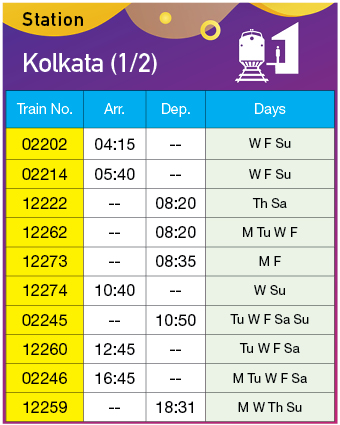 Station
Kolkata (1/2)
1
Train No. Arr. Dep. Days
02202 04:15 -- W F Su
02214 05:40 -- W F Su
12222 -- 08:20 Th Sa
12262 -- 08:20 M Tu W F
12273 -- 08:35 M F
12274 10:40 -- W Su
02245 -- 10:50 Tu W F Sa Su
12260 12:45 -- Tu W F Sa
02246 16:45 -- M Tu W F Sa
12259 -- 18:31 M W Th Su